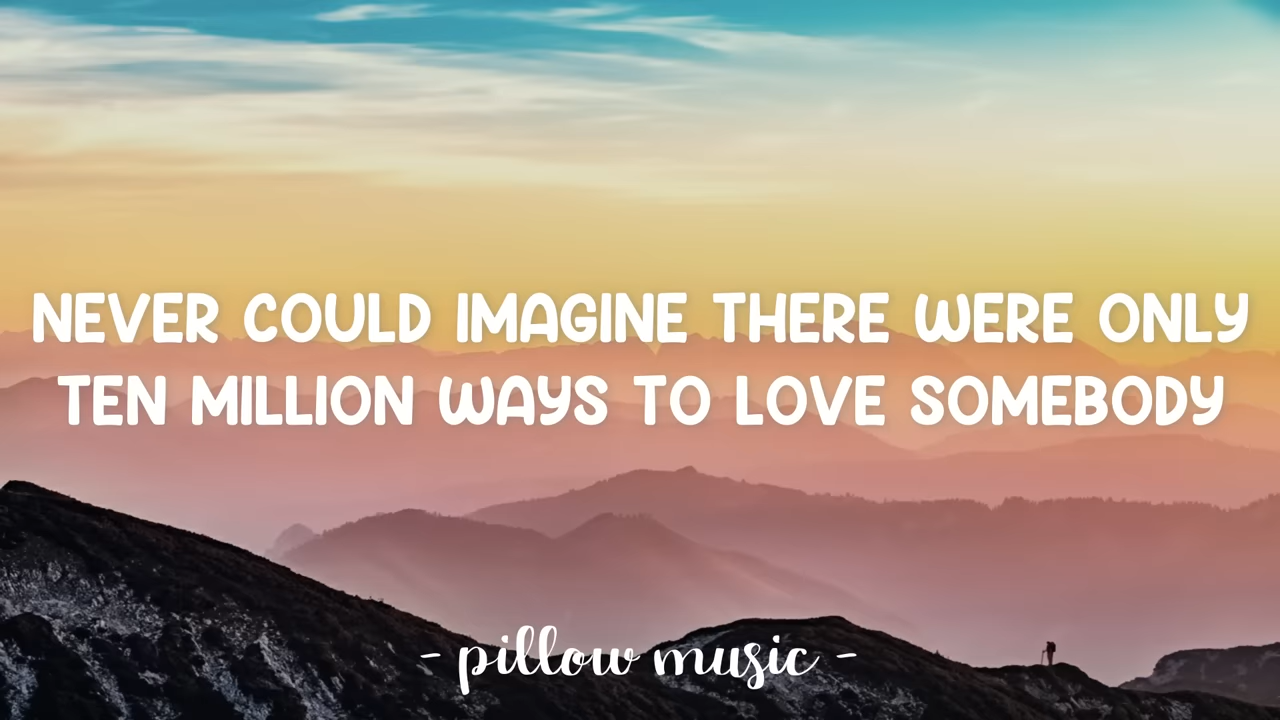 NEVER COULD IMAGINE THERE WERE ONLY
TEN MILLION WAYS TO LOVE SOMEBODY
- pillow music -